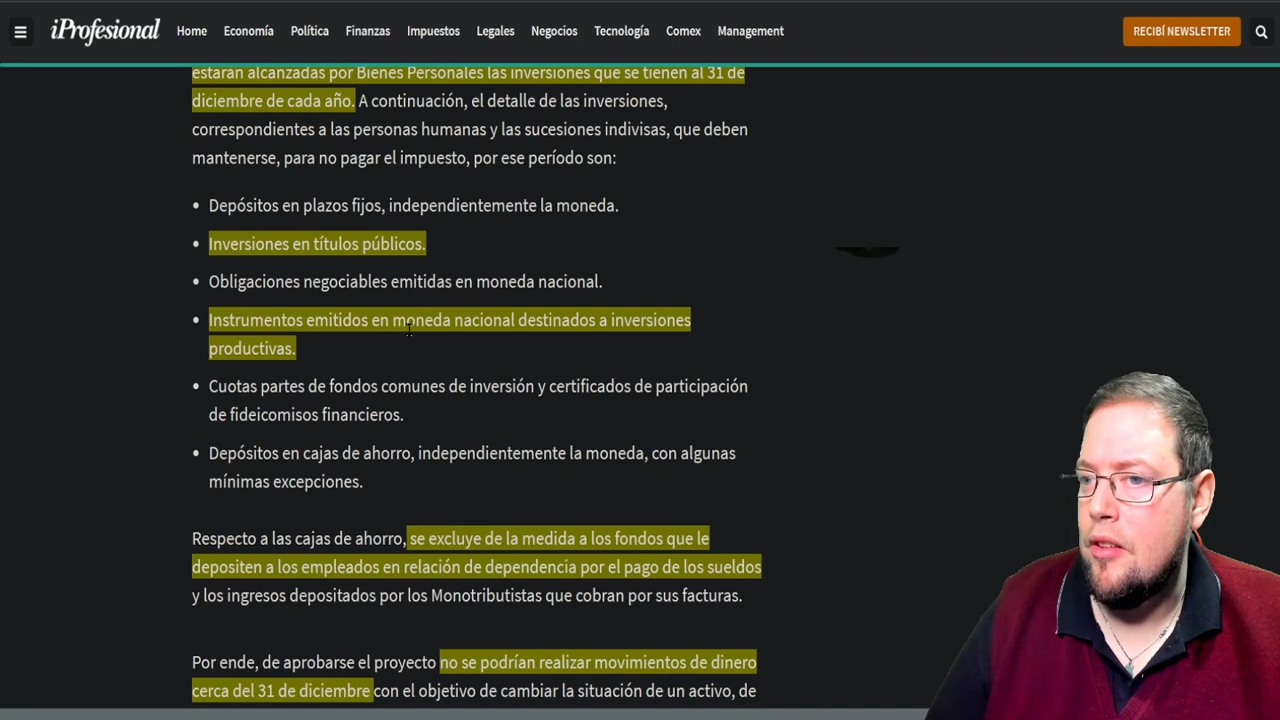 iProfesional Home Economía Política Finanzas Impuestos Legales Negocios Tecnología Comex Management RECIBÍ NEWSLETTER
estarán alcanzadas por Bienes Personales las inversiones que se tienen al 31 de
diciembre de cada año. A continuación, el detalle de las inversiones,
correspondientes a las personas humanas y las sucesiones indivisas, que deben
mantenerse, para no pagar el impuesto, por ese período son:
• Depósitos en plazos fijos, independientemente la moneda.
• Inversiones en títulos públicos.
• Obligaciones negociables emitidas en moneda nacional.
• Instrumentos emitidos en moneda nacional destinados a inversiones
productivas.
• Cuotas partes de fondos comunes de inversión y certificados de participación
de fideicomisos financieros.
• Depósitos en cajas de ahorro, independientemente la moneda, con algunas
mínimas excepciones.
Respecto a las cajas de ahorro, se excluye de la medida a los fondos que le
depositen a los empleados en relación de dependencia por el pago de los sueldos
y los ingresos depositados por los Monotributistas que cobran por sus facturas.
Por ende, de aprobarse el proyecto no se podrían realizar movimientos de dinero
cerca del 31 de diciembre con el objetivo de cambiar la situación de un activo, de